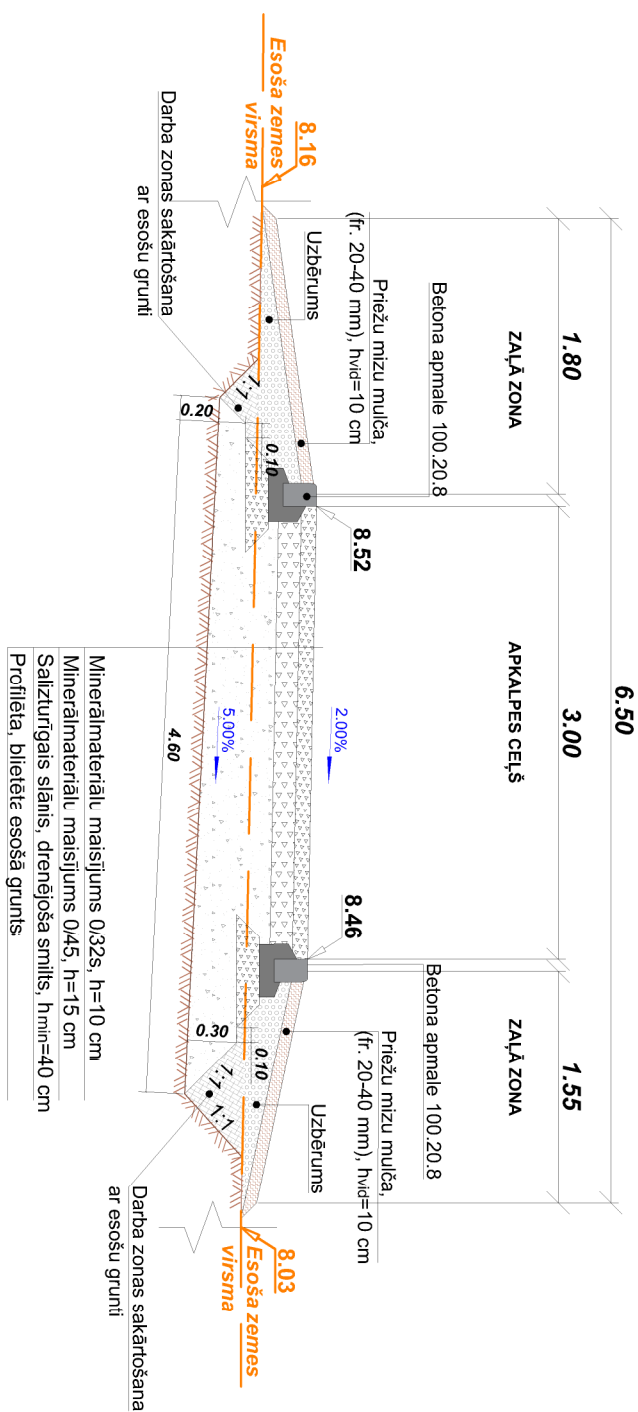 6.50
1.80
3.00
1.55
ZAĻĀ ZONA
APKALPES CEĻŠ
ZAĻĀ ZONA
Betona apmale 100.20.8
Betona apmale 100.20.8
Priežu mizu mulča,
(fr. 20-40 mm), hvid=10 cm
Priežu mizu mulča,
(fr. 20-40 mm), hvid=10 cm
Uzbērums
Uzbērums
8.52
8.46
2.00%
5.00%
8.16
Esoša zemes
virsma
8.03
Esoša zemes
virsma
0.10
0.10
0.20
0.30
1:1
1:1
1:1
4.60
Darba zonas sakārtošana
ar esošu grunti
Darba zonas sakārtošana
ar esošu grunti
Minerālmateriālu maisījums 0/32s, h=10 cm
Minerālmateriālu maisījums 0/45, h=15 cm
Salizturīgais slānis, drenējoša smilts, hmin=40 cm
Profilēta, blietēta esošā grunts